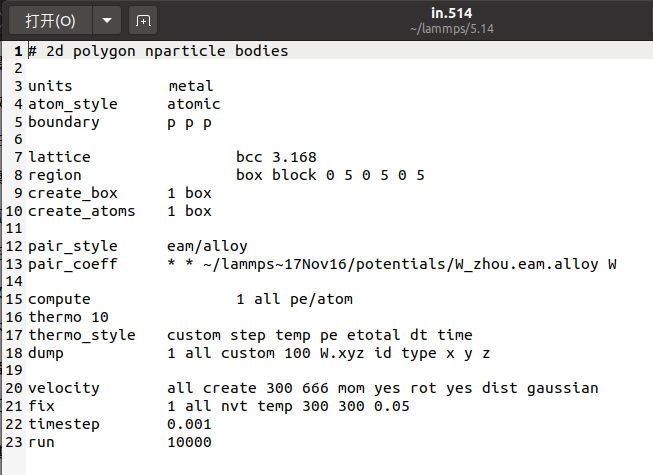 打开(O)
in.514
~/lammps/5.14
1 # 2d polygon nparticle bodies
2
3 units metal
4 atom_style atomic
5 boundary p p p
6
7 lattice bcc 3.168
8 region box block 0 5 0 5 0 5
9 create_box 1 box
10 create_atoms 1 box
11
12 pair_style eam/alloy
13 pair_coeff * * ~/lammps~17Nov16/potentials/W_zhou.eam.alloy W
14
15 compute 1 all pe/atom
16 thermo 10
17 thermo_style custom step temp pe etotal dt time
18 dump 1 all custom 100 W.xyz id type x y z
19
20 velocity all create 300 666 mom yes rot yes dist gaussian
21 fix 1 all nvt temp 300 300 0.05
22 timestep 0.001
23 run 10000